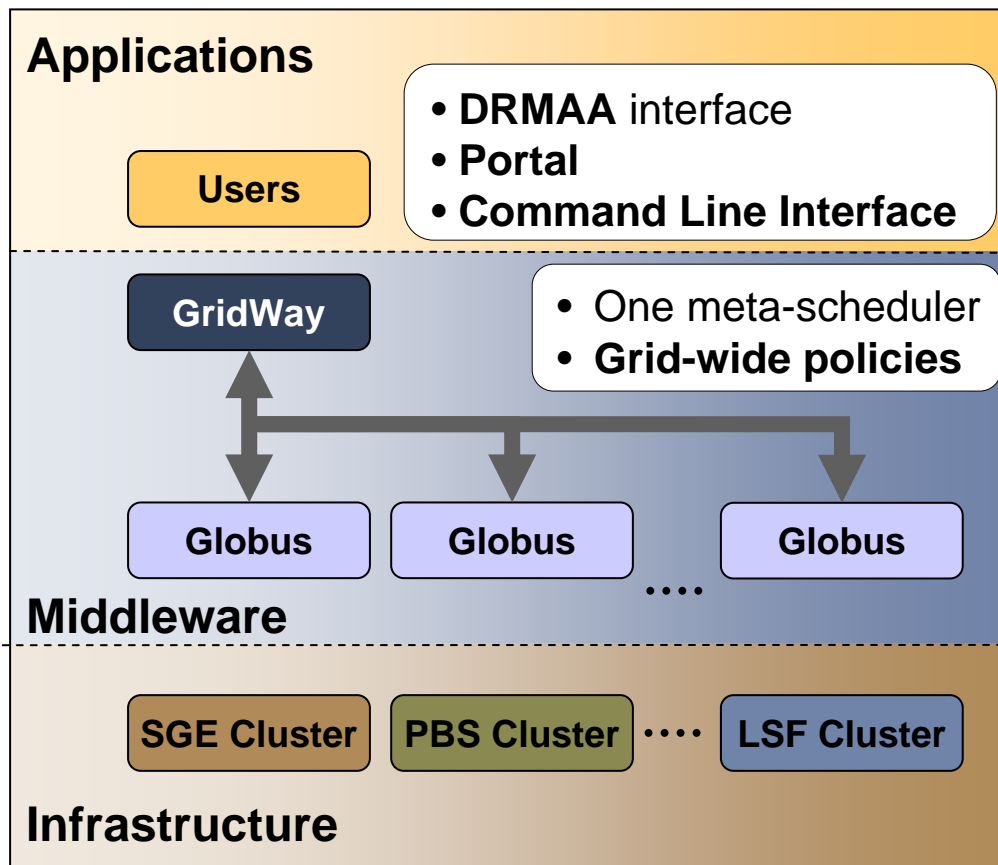 Applications
• DRMAA interface
• Portal
• Command Line Interface
Users
GridWay
• One meta-scheduler
• Grid-wide policies
Globus
Globus
....
Globus
Middleware
SGE Cluster
PBS Cluster
....
LSF Cluster
Infrastructure